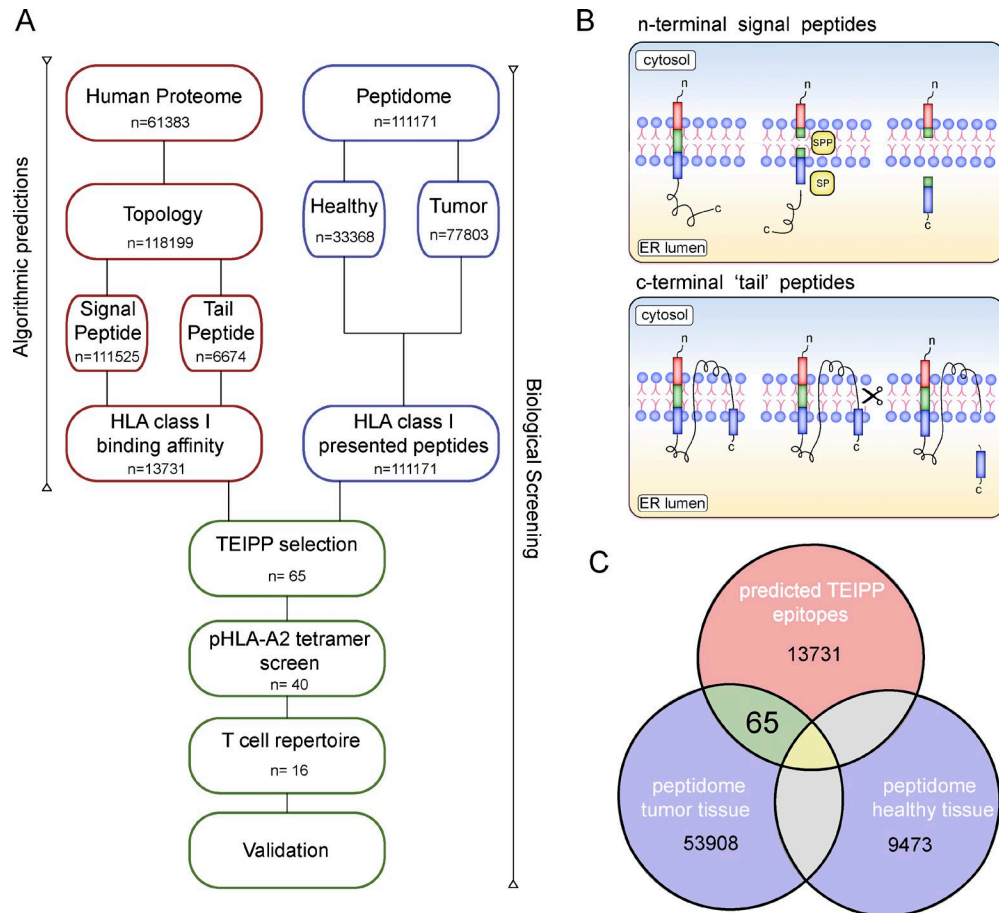 A
Algorithmic predictions
Human Proteome
n=61383
Topology
n=118199
Signal
Peptide
n=111525
Tail
Peptide
n=6674
HLA class I
binding affinity
n=13731
Peptidome
n=111171
Healthy
n=33368
Tumor
n=77803
HLA class I
presented peptides
n=111171
Biological Screening
TEIPP selection
n= 65
pHLA-A2 tetramer
screen
n= 40
T cell repertoire
n= 16
Validation
B
n-terminal signal peptides
cytosol
n
n
n
SPP
SP
c
c
c
ER lumen
c-terminal ‘tail’ peptides
cytosol
n
n
n
c
c
c
ER lumen
C
predicted TEIPP
epitopes
13731
65
peptidome
tumor tissue
53908
peptidome
healthy tissue
9473